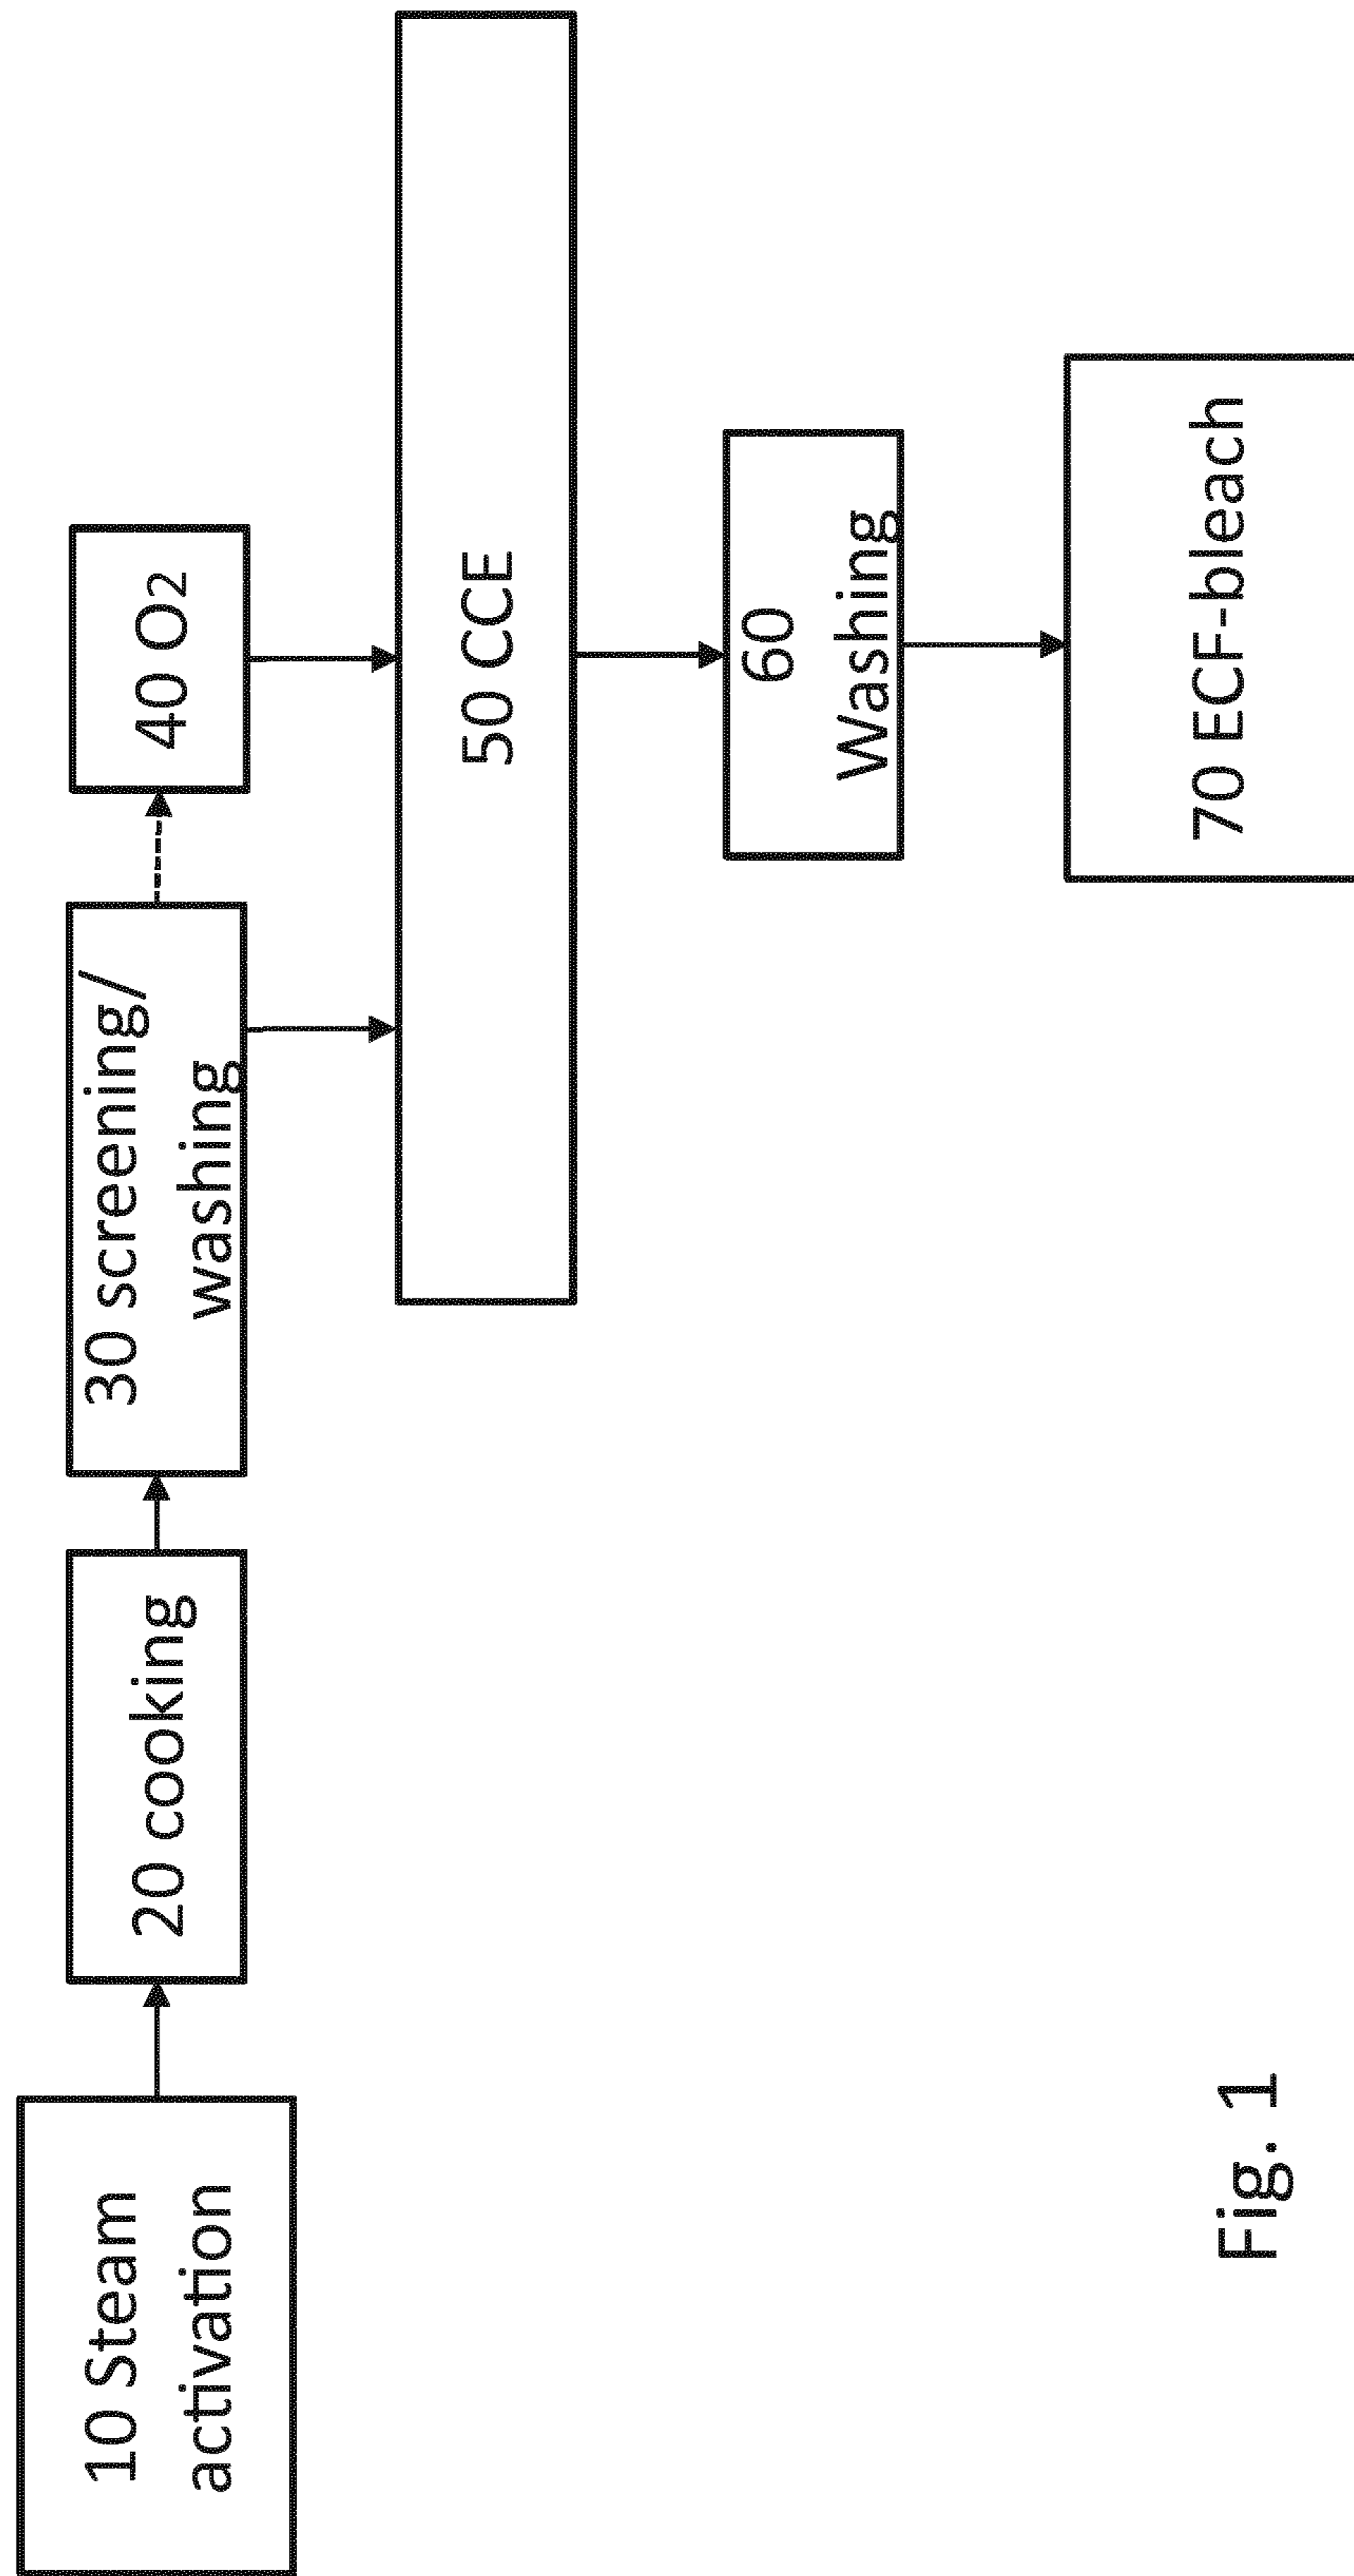 10 Steam
activation
20 cooking
30 screening/
washing
40 O2
50 CCE
60
Washing
70 ECF-bleach
Fig. 1